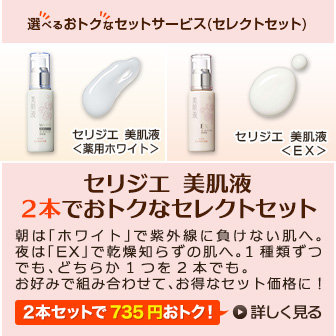 選べるおトクなセットサービス(セレクトセット)
セリジエ 美肌液
<薬用ホワイト>
セリジエ 美肌液
<EX>
セリジエ 美肌液
2本でおトクなセレクトセット
朝は「ホワイト」で紫外線に負けない肌へ。
夜は「EX」で乾燥知らずの肌へ。1種類ずつ
でも、どちらか1つを2本でも。
お好みで組み合わせて、お得なセット価格に!
2本セットで735円おトク!
詳しく見る